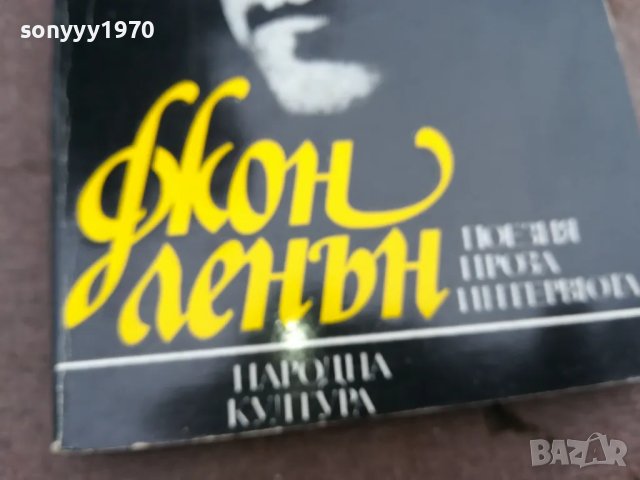 sonyyy1970
Джон
Ленън
ПОЕЗИЯ
ПРОЗА
ИНТЕРВЮТА
НАРОДНА
КУЛТУРА
BAZAR